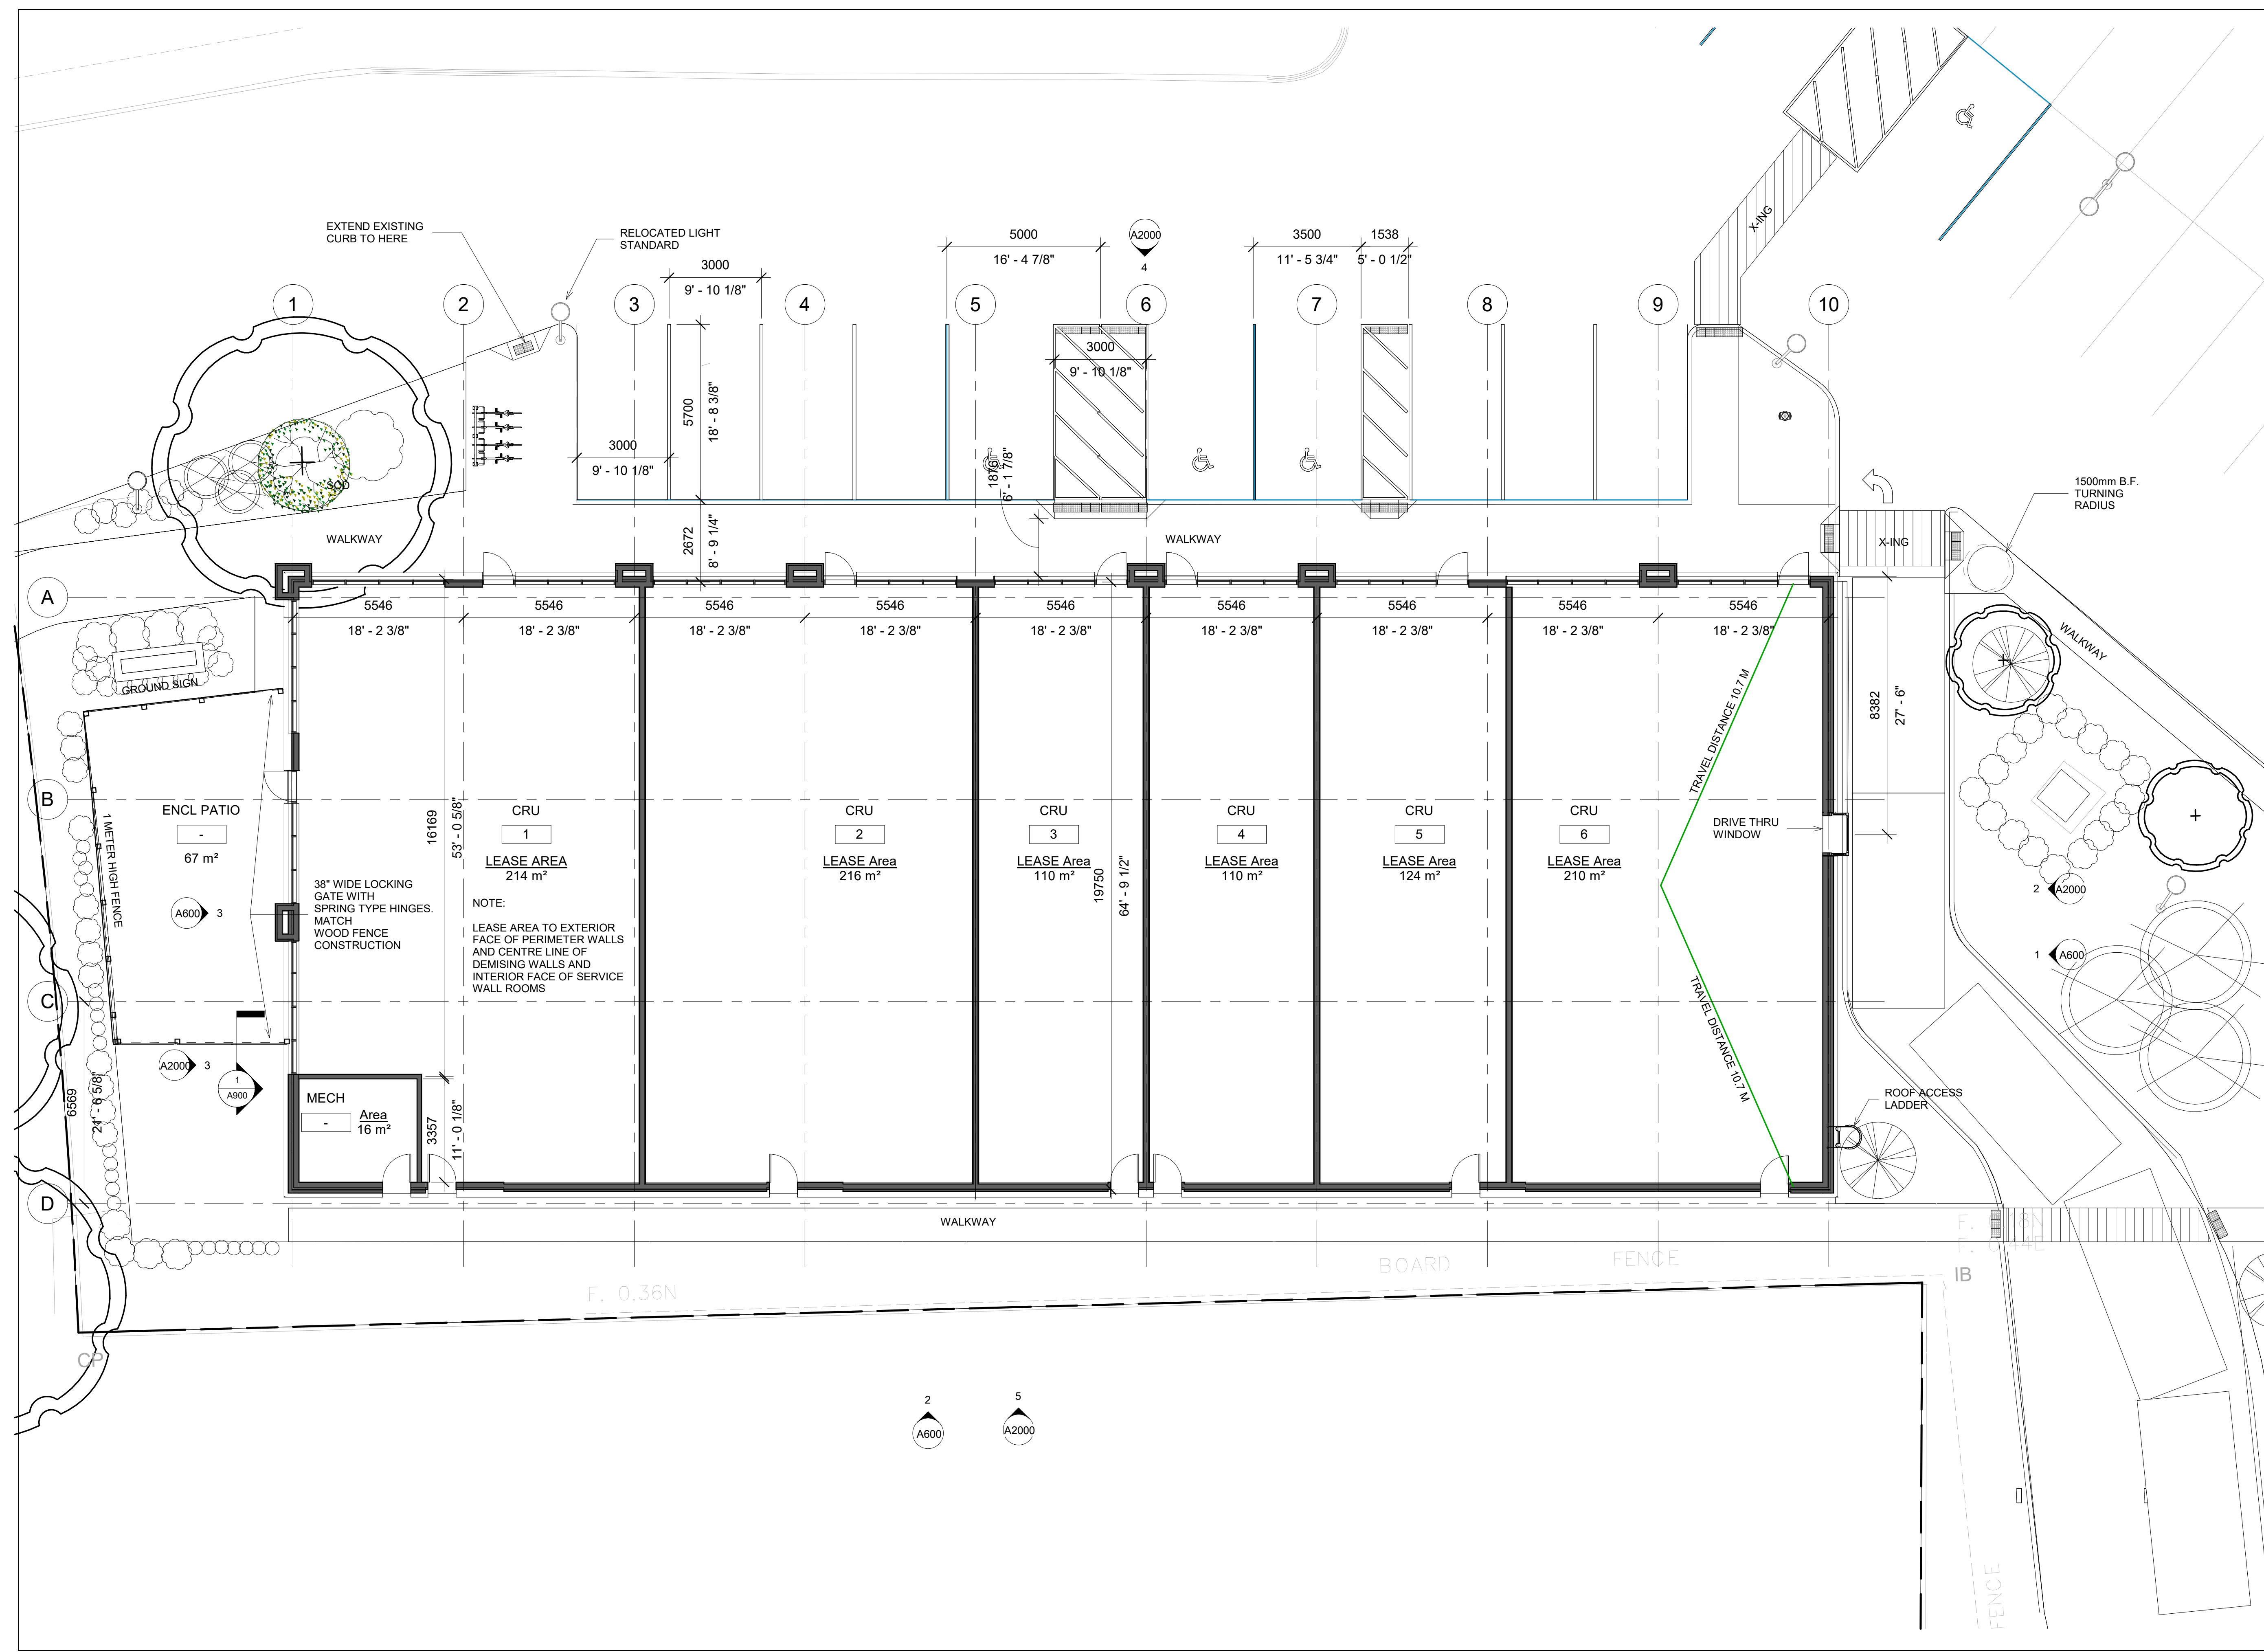 X-ING
EXTEND EXISTING
CURB TO HERE
RELOCATED LIGHT
STANDARD
3000
9' - 10 1/8"
5000
16' - 4 7/8"
A2000
4
3500
11' - 5 3/4"
1538
5' - 0 1/2"
1
2
3
4
5
6
7
8
9
10
3000
9' - 10 1/8"
5700
18' - 8 3/8"
3000
9' - 10 1/8"
1876
6' - 1 7/8"
SOD
1500mm B.F.
TURNING
RADIUS
WALKWAY
2672
8' - 9 1/4"
WALKWAY
X-ING
A
5546
18' - 2 3/8"
5546
18' - 2 3/8"
5546
18' - 2 3/8"
5546
18' - 2 3/8"
5546
18' - 2 3/8"
5546
18' - 2 3/8"
5546
18' - 2 3/8"
5546
18' - 2 3/8"
5546
18' - 2 3/8"
WALKWAY
GROUND SIGN
TRAVEL DISTANCE 10.7 M
8382
27' - 6"
B
ENCL PATIO
-
67 m²
1 METER HIGH FENCE
16169
53' - 0 5/8"
CRU
1
LEASE AREA
214 m²
CRU
2
LEASE Area
216 m²
CRU
3
LEASE Area
110 m²
19750
64' - 9 1/2"
CRU
4
LEASE Area
110 m²
CRU
5
LEASE Area
124 m²
CRU
6
LEASE Area
210 m²
DRIVE THRU
WINDOW
38" WIDE LOCKING
GATE WITH
SPRING TYPE HINGES.
MATCH
WOOD FENCE
CONSTRUCTION
A600
3
NOTE:
LEASE AREA TO EXTERIOR
FACE OF PERIMETER WALLS
AND CENTRE LINE OF
DEMISING WALLS AND
INTERIOR FACE OF SERVICE
WALL ROOMS
2
A2000
1
A600
C
TRAVEL DISTANCE 10.7 M
6569
21' - 6 5/8"
A2000
3
1
A900
MECH
-
Area
16 m²
3357
11' - 0 1/8"
ROOF ACCESS
LADDER
D
WALKWAY
BOARD
FENCE
IB
F. 0.36N
CP
2
A600
5
A2000
FENCE